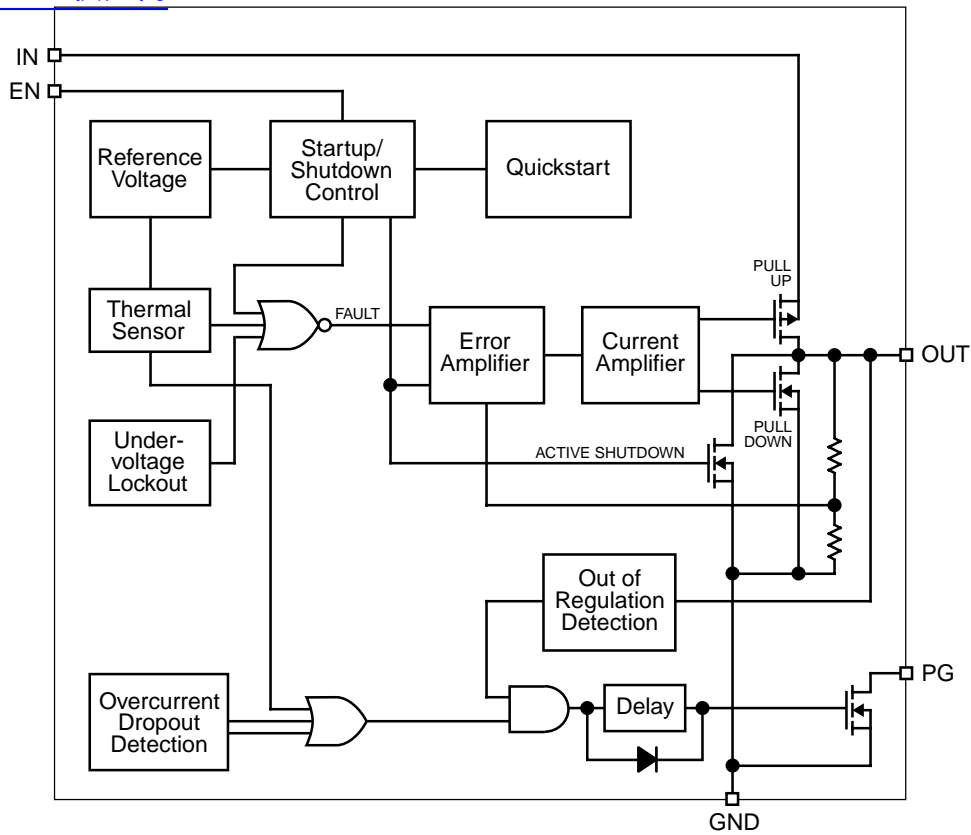 IN
EN
Reference
Voltage
Startup/
Shutdown
Control
Quickstart
PULL
UP
Thermal
Sensor
FAULT
Error
Amplifier
Current
Amplifier
OUT
Under-
voltage
Lockout
ACTIVE SHUTDOWN
PULL
DOWN
Out of
Regulation
Detection
PG
Overcurrent
Dropout
Detection
Delay
GND